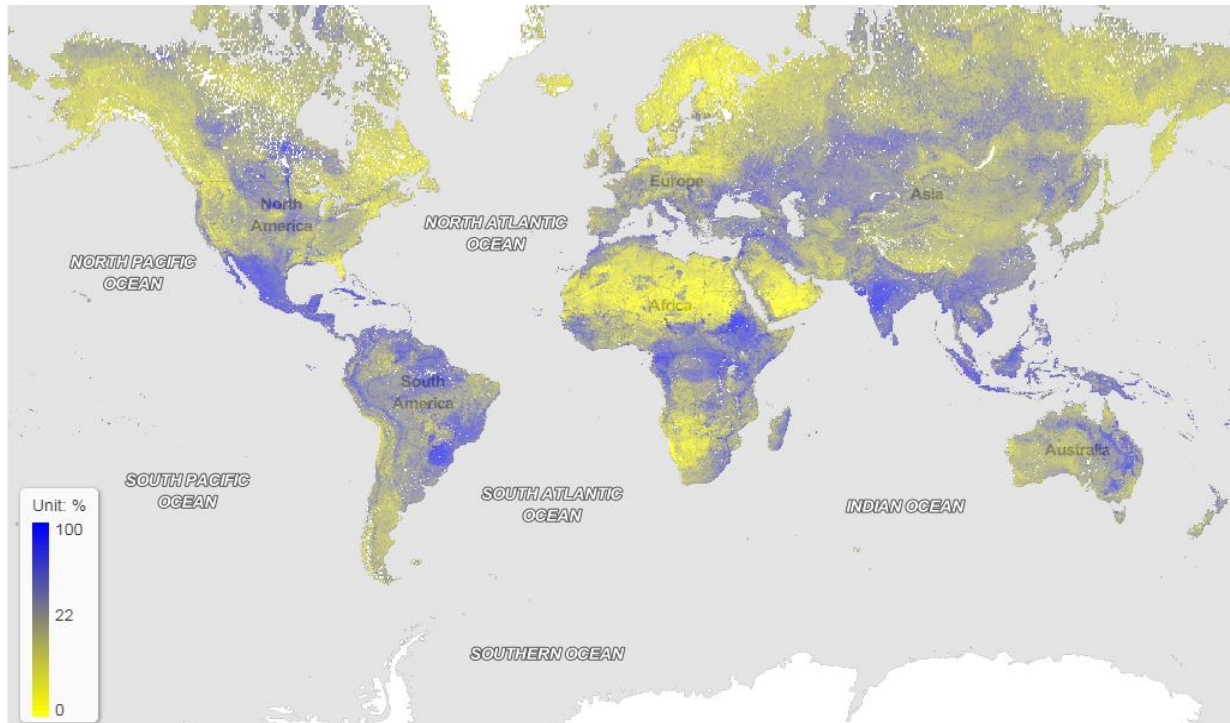 Europe
Asia
North
America
NORTH ATLANTIC
OCEAN
NORTH PACIFIC
OCEAN
Africa
South
America
Australia
SOUTH PACIFIC
OCEAN
SOUTH ATLANTIC
OCEAN
INDIAN OCEAN
Unit: %
100
22
0
SOUTHERN OCEAN